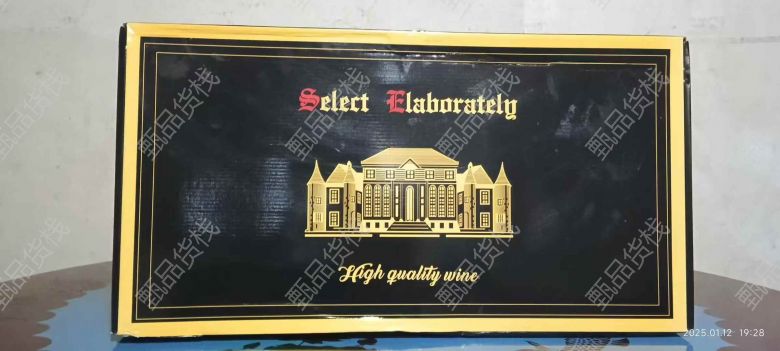 Select Elaborately
High quality wine
2025.01.12 19:28
甄品货栈